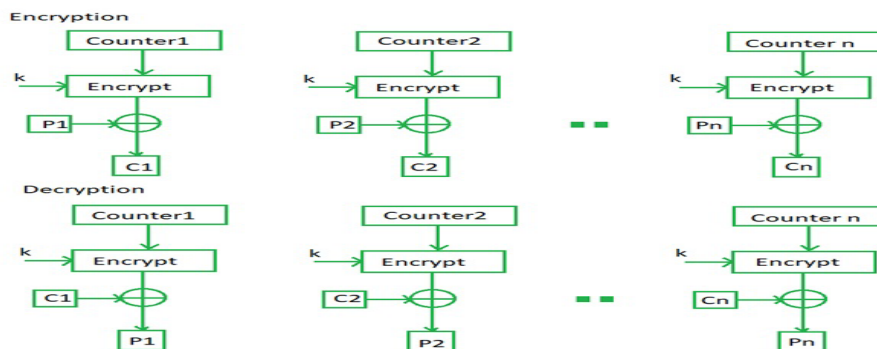 Encryption
Counter1 Counter2 Counter n
k Encrypt k Encrypt k Encrypt
P1 P2 Pn
C1 C2 Cn
Decryption
Counter1 Counter2 Counter n
k Encrypt k Encrypt k Encrypt
C1 C2 Cn
P1 P2 Pn